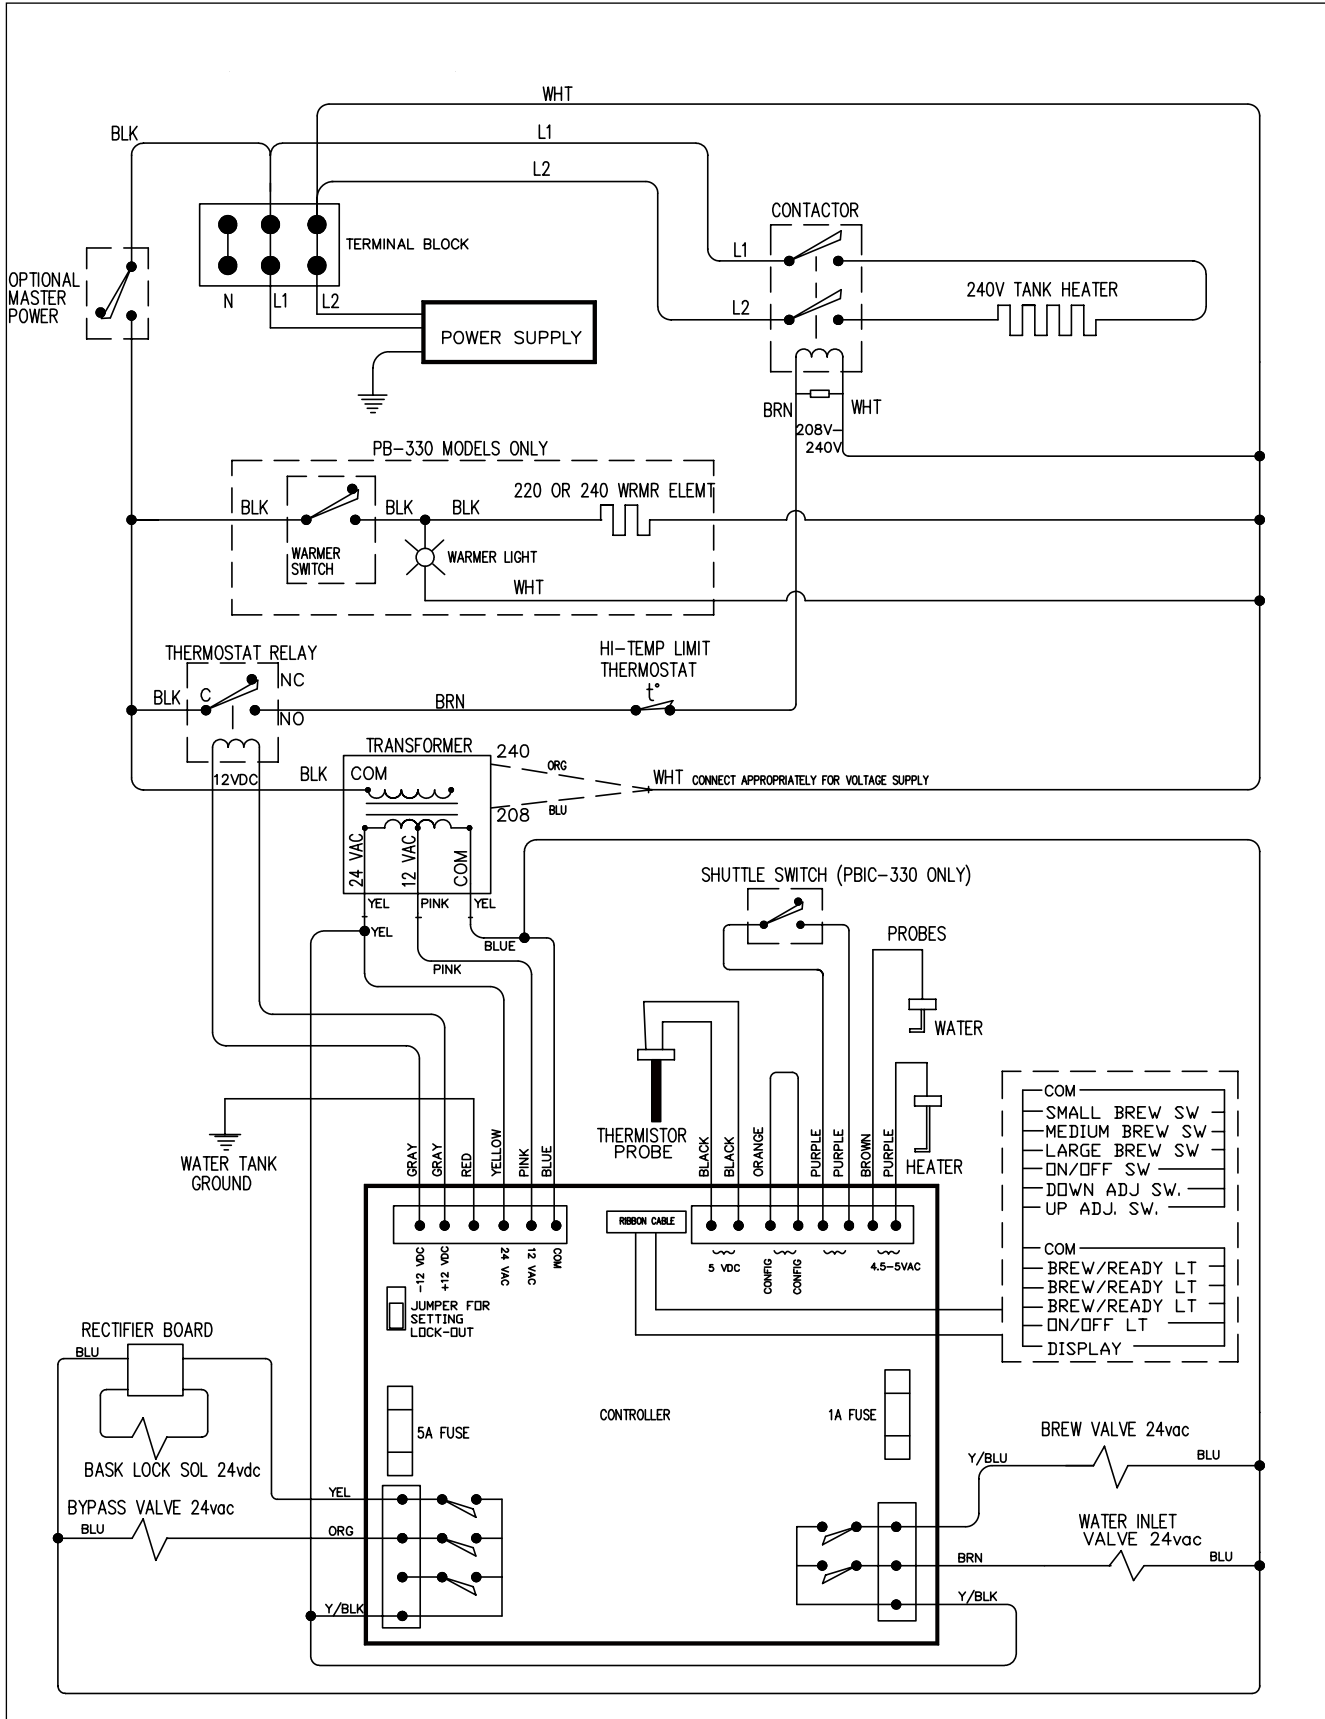 WHT
BLK
L1
L2
CONTACTOR
TERMINAL BLOCK
L1
OPTIONAL
MASTER
POWER
240V TANK HEATER
N
L1
L2
L2
POWER SUPPLY
BRN
WHT
208V-
240V
PB-330 MODELS ONLY
220 OR 240 WRMR ELEMT
BLK
BLK
BLK
WARMER
SWITCH
WARMER LIGHT
WHT
HI-TEMP LIMIT
THERMOSTAT
t°
THERMOSTAT RELAY
NC
BLK
C
BRN
NO
TRANSFORMER
240
ORG
12VDC
BLK
COM
WHT CONNECT APPROPRIATELY FOR VOLTAGE SUPPLY
208
BLU
24 VAC
12 VAC
COM
SHUTTLE SWITCH (PBIC-330 ONLY)
YEL
PINK
YEL
YEL
BLUE
PROBES
PINK
WATER
COM
SMALL BREW SW
MEDIUM BREW SW
LARGE BREW SW
ON/OFF SW
DOWN ADJ SW.
UP ADJ. SW.
THERMISTOR
PROBE
WATER TANK
GROUND
HEATER
GRAY
GRAY
RED
YELLOW
PINK
BLUE
BLACK
BLACK
ORANGE
PURPLE
PURPLE
BROWN
PURPLE
RIBBON CABLE
-12 VDC
+12 VDC
24 VAC
12 VAC
COM
5 VDC
CONFIG
CONFIG
4.5-5VAC
COM
BREW/READY LT
BREW/READY LT
BREW/READY LT
ON/OFF LT
DISPLAY
JUMPER FOR
SETTING
LOCK-OUT
RECTIFIER BOARD
BLU
5A FUSE
CONTROLLER
1A FUSE
BREW VALVE 24vac
Y/BLU
BLU
BASK LOCK SOL 24vdc
YEL
BYPASS VALVE 24vac
BLU
ORG
WATER INLET
VALVE 24vac
BRN
BLU
Y/BLK
Y/BLK